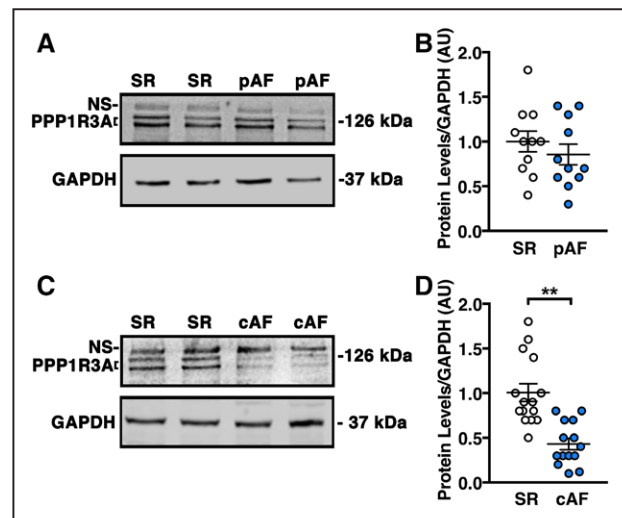 A
SR SR pAF pAF
NS-
PPP1R3A
-126 kDa
GAPDH
-37 kDa
B
Protein Levels/GAPDH (AU)
2.0
1.5
1.0
0.5
0.0
SR pAF
C
SR SR cAF cAF
NS-
PPP1R3A
-126 kDa
GAPDH
- 37 kDa
D
Protein Levels/GAPDH (AU)
2.0
1.5
1.0
0.5
0.0
**
SR cAF